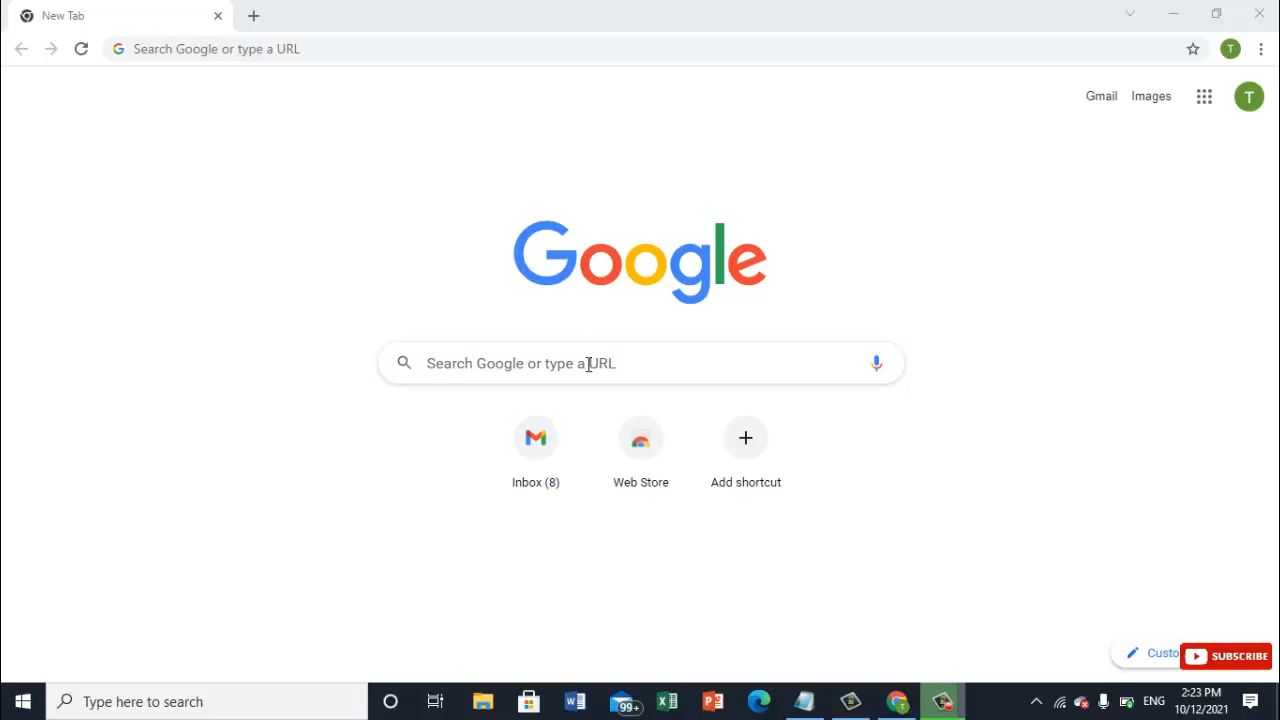 New Tab
Search Google or type a URL
T
Gmail Images
T
Google
Search Google or type a URL
Inbox (8) Web Store Add shortcut
Custo
SUBSCRIBE
Type here to search
99+
ENG
2:23 PM
10/12/2021